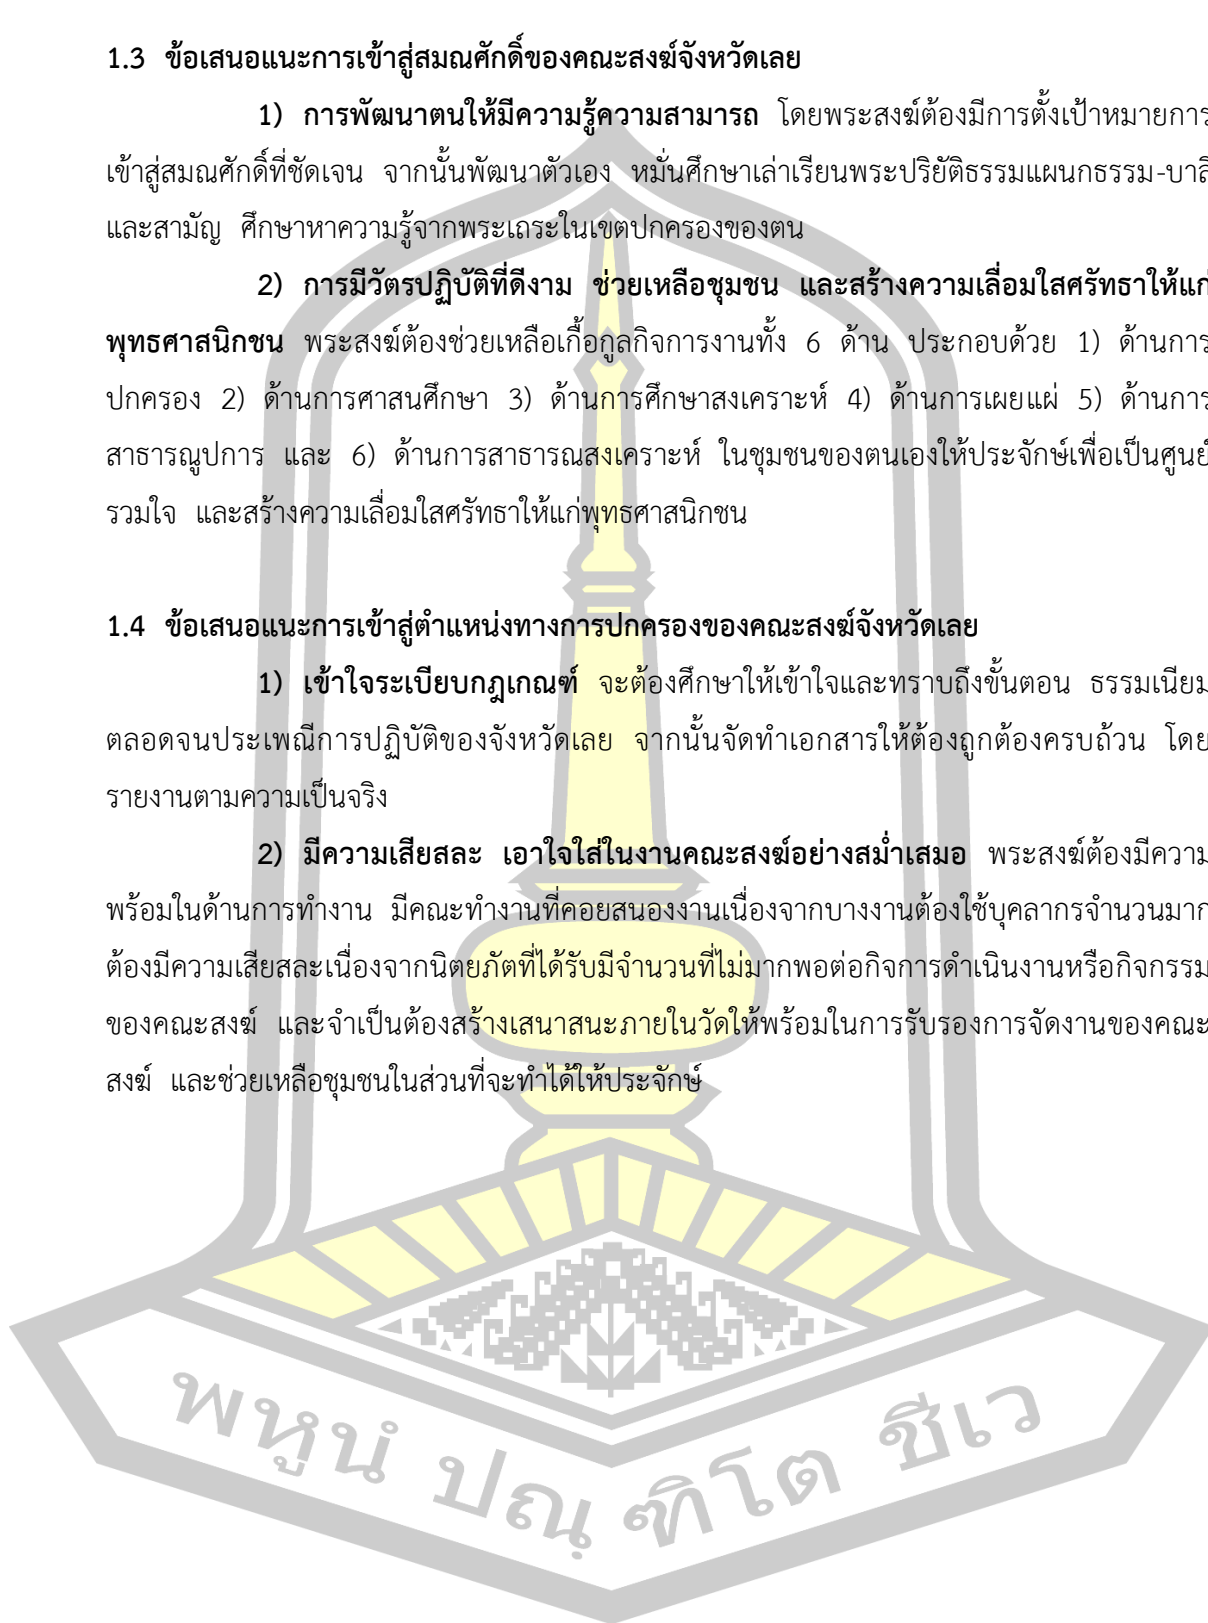 1.3 ข้อเสนอแนะการเข้าสู่สมณศักดิ์ของคณะสงฆ์จังหวัดเลย
1) การพัฒนาตนให้มีความรู้ความสามารถ โดยพระสงฆ์ต้องมีการตั้งเป้าหมายการ
เข้าสู่สมณศักดิ์ที่ชัดเจน จากนั้นพัฒนาตัวเอง หมั่นศึกษาเล่าเรียนพระปริยัติธรรมแผนกธรรม-บาลี
และสามัญ ศึกษาหาความรู้จากพระเถระในเขตปกครองของตน
2) การมีวัตรปฏิบัติที่ดีงาม ช่วยเหลือชุมชน และสร้างความเลื่อมใสศรัทธาให้แก่
พุทธศาสนิกชน พระสงฆ์ต้องช่วยเหลือเกื้อกูลกิจการงานทั้ง 6 ด้าน ประกอบด้วย 1) ด้านการ
ปกครอง 2) ด้านการศาสนศึกษา 3) ด้านการศึกษาสงเคราะห์ 4) ด้านการเผยแผ่ 5) ด้านการ
สาธารณูปการ และ 6) ด้านการสาธารณสงเคราะห์ ในชุมชนของตนเองให้ประจักษ์เพื่อเป็นศูนย์
รวมใจ และสร้างความเลื่อมใสศรัทธาให้แก่พุทธศาสนิกชน
1.4 ข้อเสนอแนะการเข้าสู่ตำแหน่งทางการปกครองของคณะสงฆ์จังหวัดเลย
1) เข้าใจระเบียบกฎเกณฑ์ จะต้องศึกษาให้เข้าใจและทราบถึงขั้นตอน ธรรมเนียม
ตลอดจนประเพณีการปฏิบัติของจังหวัดเลย จากนั้นจัดทำเอกสารให้ต้องถูกต้องครบถ้วน โดย
รายงานตามความเป็นจริง
2) มีความเสียสละ เอาใจใส่ในงานคณะสงฆ์อย่างสม่ำเสมอ พระสงฆ์ต้องมีความ
พร้อมในด้านการทำงาน มีคณะทำงานที่คอยสนองงานเนื่องจากบางงานต้องใช้บุคลากรจำนวนมาก
ต้องมีความเสียสละเนื่องจากนิตยภัตที่ได้รับมีจำนวนที่ไม่มากพอต่อกิจการดำเนินงานหรือกิจกรรม
ของคณะสงฆ์ และจำเป็นต้องสร้างเสนาสนะภายในวัดให้พร้อมในการรับรองการจัดงานของคณะ
สงฆ์ และช่วยเหลือชุมชนในส่วนที่จะทำได้ให้ประจักษ์
พหูนํ ปณฺ ฑิโต ชีเว